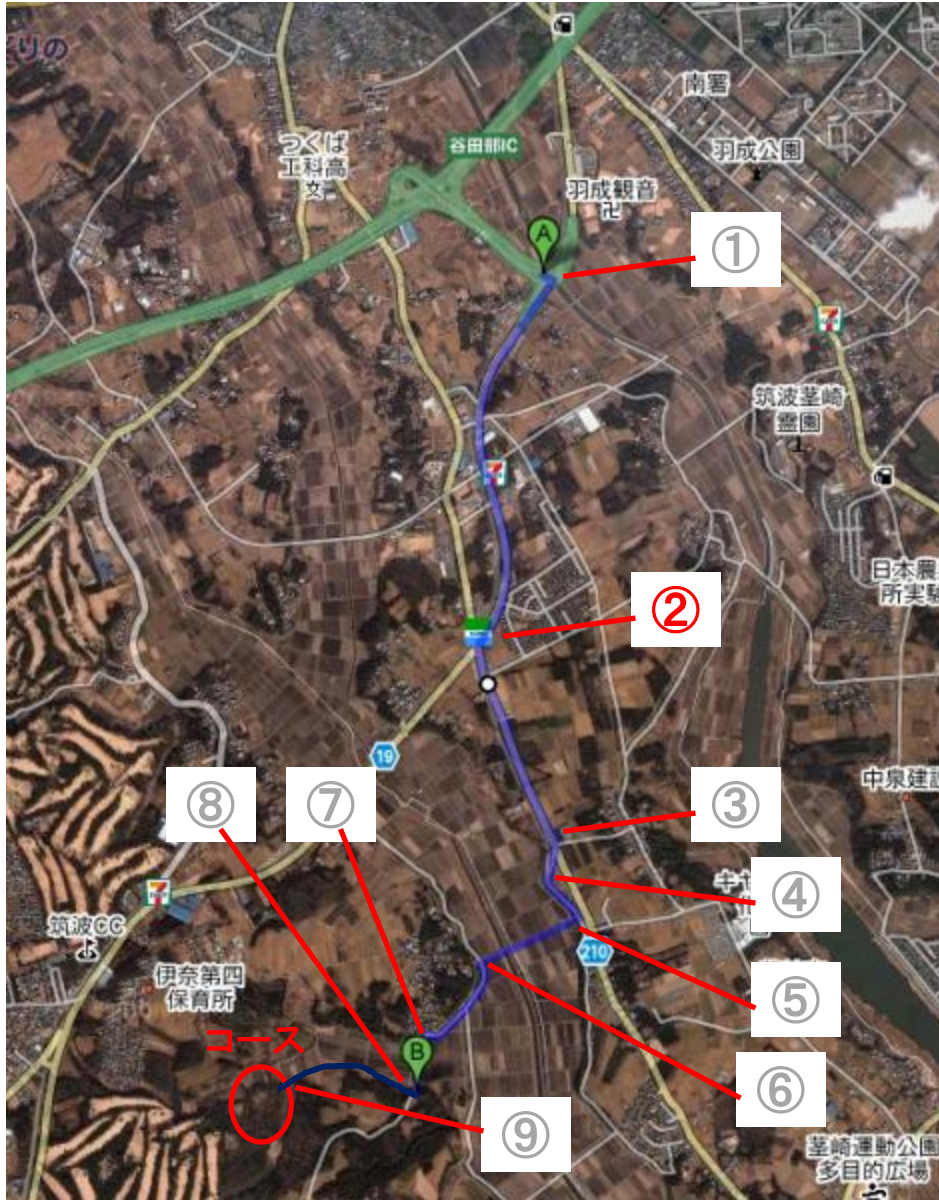 くりの
南署
つくば
工科高
谷田部IC
羽成公園
羽成観音
A
①
筑波茎崎
霊園
日本農
所実験
②
19
⑧
⑦
③
中泉建設
④
筑波CC
210
伊奈第四
保育所
⑤
コース
B
⑥
⑨
茎崎運動公園
多目的広場